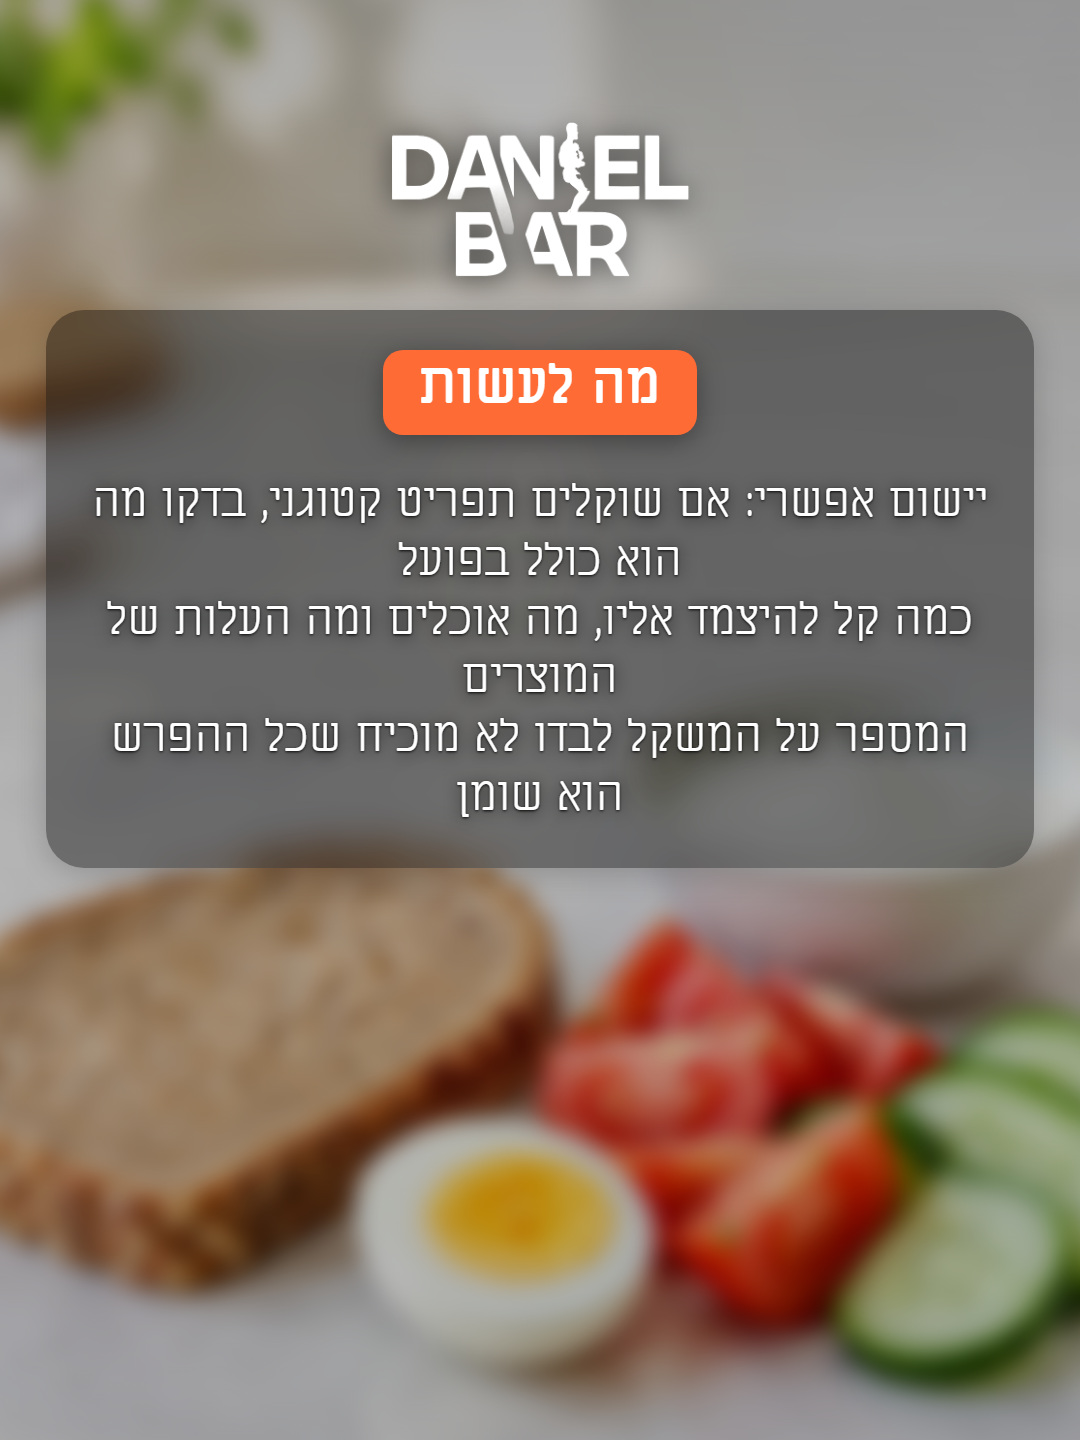 DANIEL
BAR
מה לעשות
יישום אפשרי: אם שוקלים תפריט קטוגני, בדקו מה
הוא כולל בפועל
כמה קל להיצמד אליו, מה אוכלים ומה העלות של
המוצרים
המספר על המשקל לבדו לא מוכיח שכל ההפרש
הוא שומן